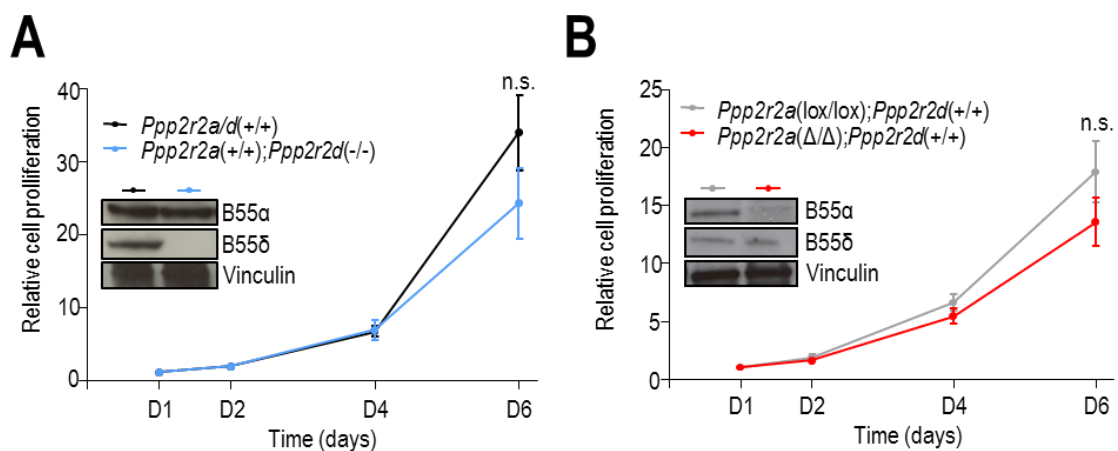 A
Relative cell prolliferation
40
30
20
10
0
n.s.
Ppp2r2a/d(+/+)
Ppp2r2a(+/+);Ppp2r2d(-/-)
B55α
B55δ
Vinculin
D1 D2 D4 D6
Time (days)
B
Relative cell proliferation
25
20
15
10
5
0
n.s.
Ppp2r2a(lox/lox);Ppp2r2d(+/+)
Ppp2r2a(Δ/Δ);Ppp2r2d(+/+)
B55α
B55δ
Vinculin
D1 D2 D4 D6
Time (days)